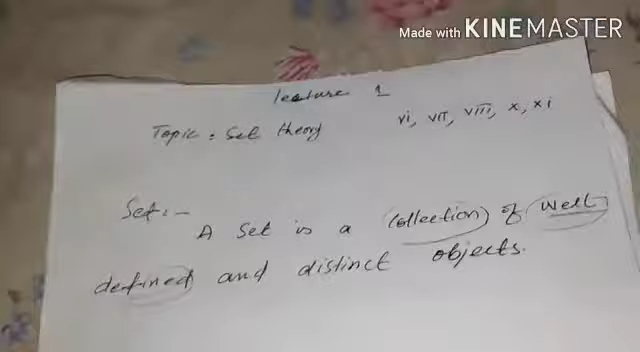 Made with KINEMASTER
leature 1
Topic : Set theory
vi, VII, VIII, x, xi
Set :-
A Set is a collection of well
defined and distinct objects.